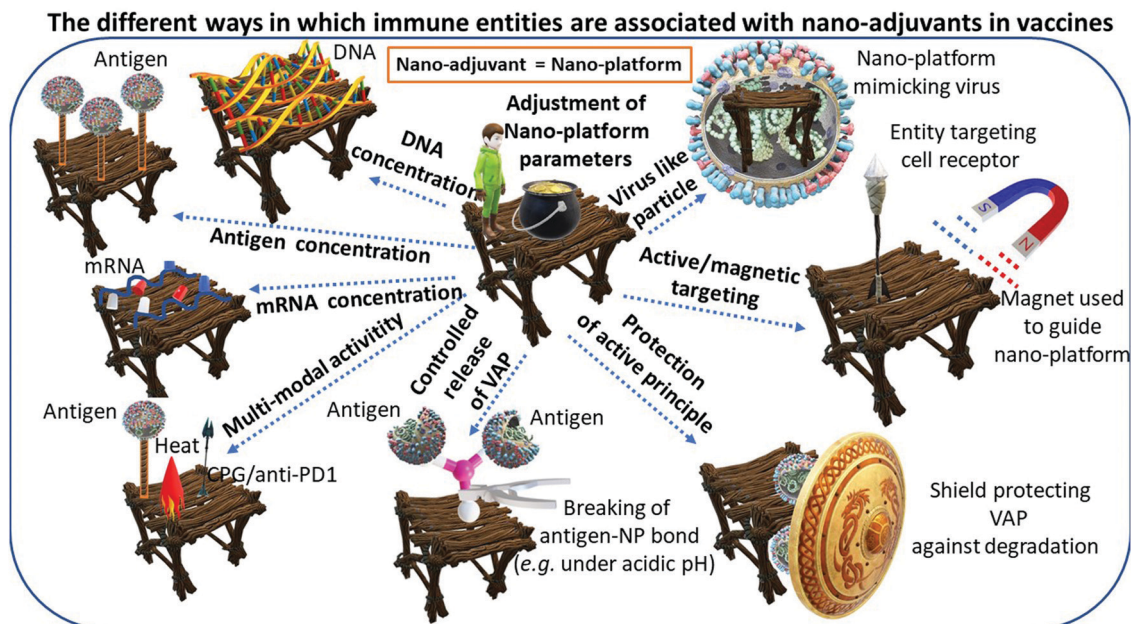 The different ways in which immune entities are associated with nano-adjuvants in vaccines
Antigen
DNA
Nano-adjuvant = Nano-platform
Nano-platform
mimicking virus
Adjustment of
Nano-platform
parameters
DNA
concentration
Virus like
particle
Entity targeting
cell receptor
S
N
Antigen concentration
Active/magnetic
targeting
mRNA
mRNA concentration
Magnet used
to guide
nano-platform
Multi-modal activitity
Controlled
release
of VAP
Protection
of active principle
Antigen
Heat
CPG/anti-PD1
Antigen
Antigen
Breaking of
antigen-NP bond
(e.g. under acidic pH)
Shield protecting
VAP
against degradation